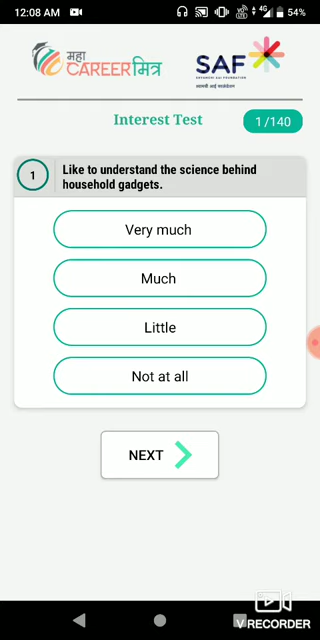 12:08 AM
4G
54%
महा
CAREERमित्र
SAF
Interest Test
1/140
1
Like to understand the science behind
household gadgets.
Very much
Much
Little
Not at all
NEXT
V RECORDER